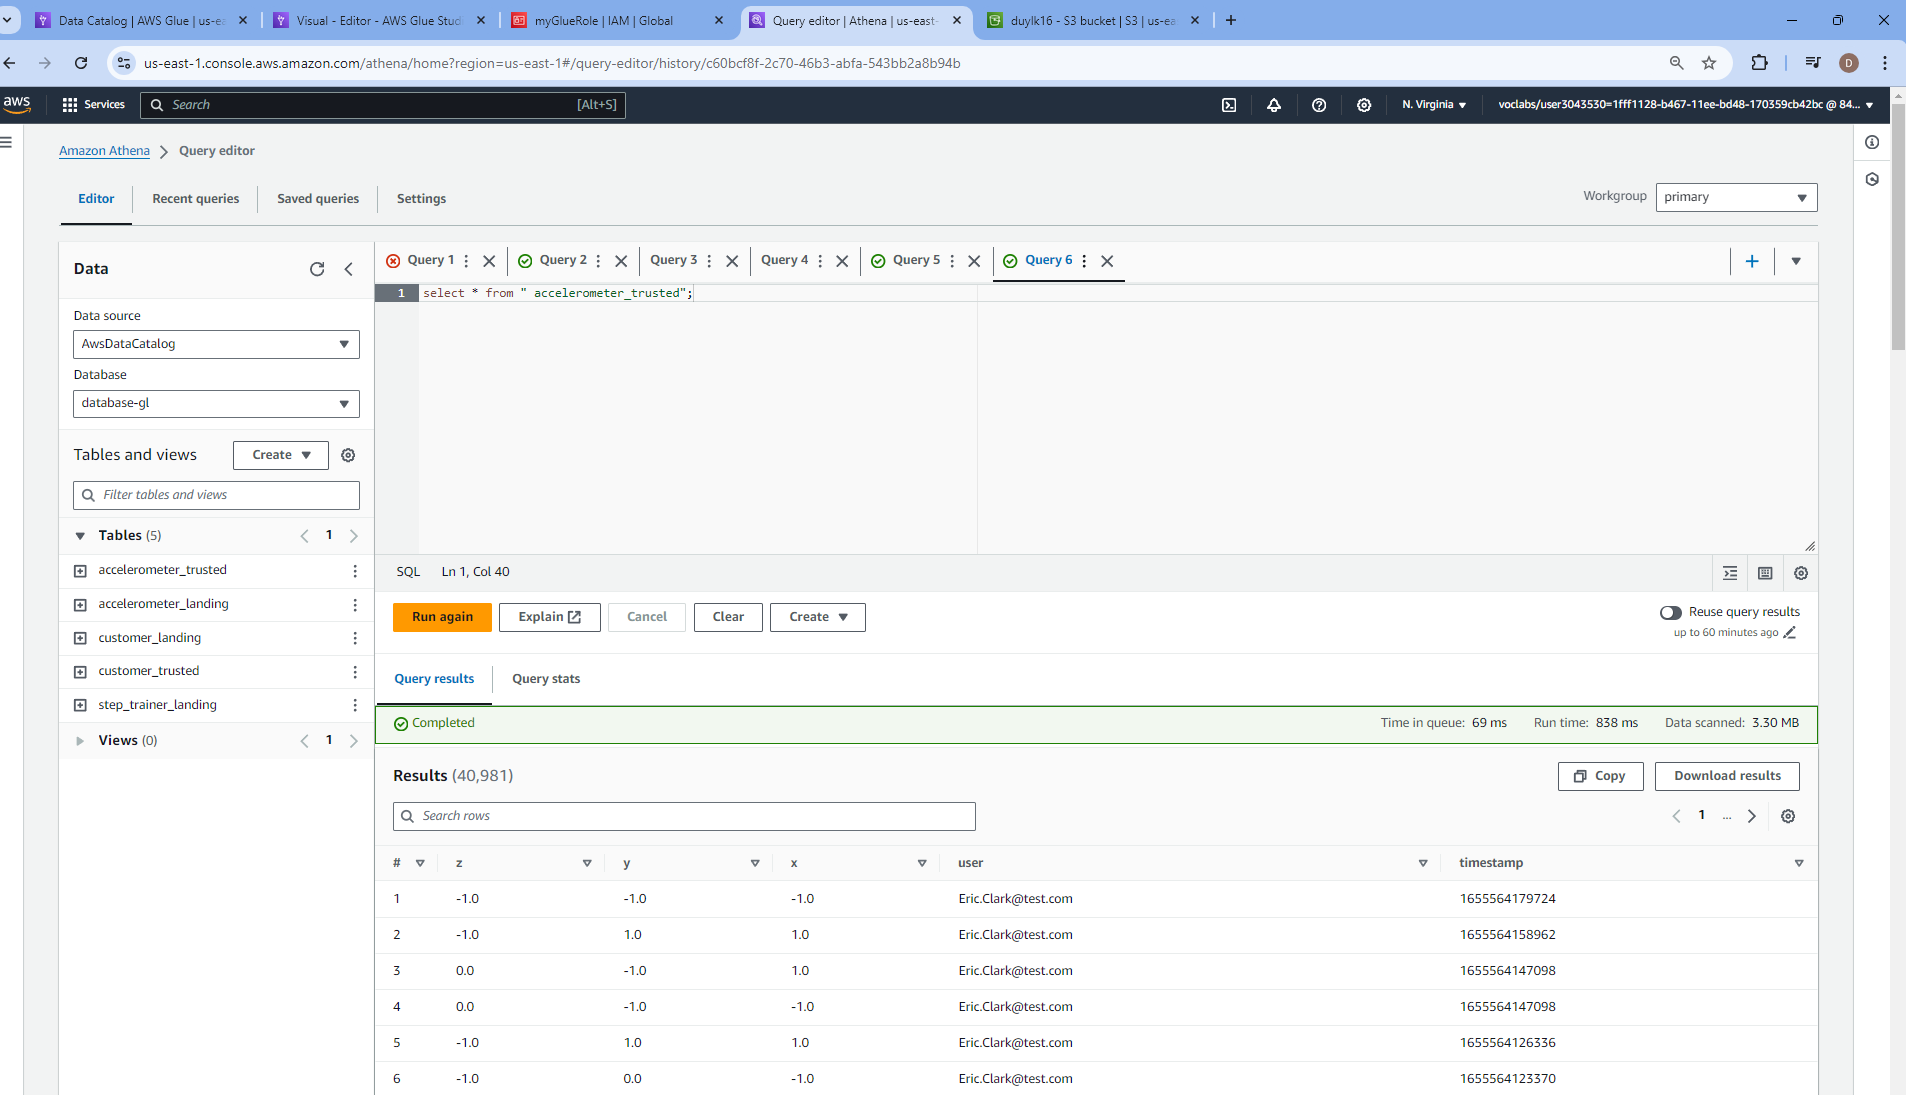 Data Catalog | AWS Glue | us-ea
Visual - Editor - AWS Glue Studi
myGlueRole | IAM | Global
Query editor | Athena | us-east-
duylk16 - S3 bucket | S3 | us-ea
us-east-1.console.aws.amazon.com/athena/home?region=us-east-1#/query-editor/history/c60bcf8f-2c70-46b3-abfa-543bb2a8b94b
D
aws
Services
Search
[Alt+S]
N. Virginia
voclabs/user3043530=1fff1128-b467-11ee-bd48-170359cb42bc @ 84...
Amazon Athena
Query editor
Editor
Recent queries
Saved queries
Settings
Workgroup
primary
Data
Data source
AwsDataCatalog
Database
database-gl
Tables and views
Create
Filter tables and views
Tables (5)
1
accelerometer_trusted
accelerometer_landing
customer_landing
customer_trusted
step_trainer_landing
Views (0)
1
Query 1
Query 2
Query 3
Query 4
Query 5
Query 6
1
select * from " accelerometer_trusted";
SQL
Ln 1, Col 40
Run again
Explain
Cancel
Clear
Create
Reuse query results
up to 60 minutes ago
Query results
Query stats
Completed
Time in queue: 69 ms
Run time: 838 ms
Data scanned: 3.30 MB
Results (40,981)
Copy
Download results
Search rows
1
...
# z y x user timestamp
1 -1.0 -1.0 -1.0 Eric.Clark@test.com 1655564179724
2 -1.0 1.0 1.0 Eric.Clark@test.com 1655564158962
3 0.0 -1.0 1.0 Eric.Clark@test.com 1655564147098
4 0.0 -1.0 -1.0 Eric.Clark@test.com 1655564147098
5 -1.0 1.0 1.0 Eric.Clark@test.com 1655564126336
6 -1.0 0.0 -1.0 Eric.Clark@test.com 1655564123370